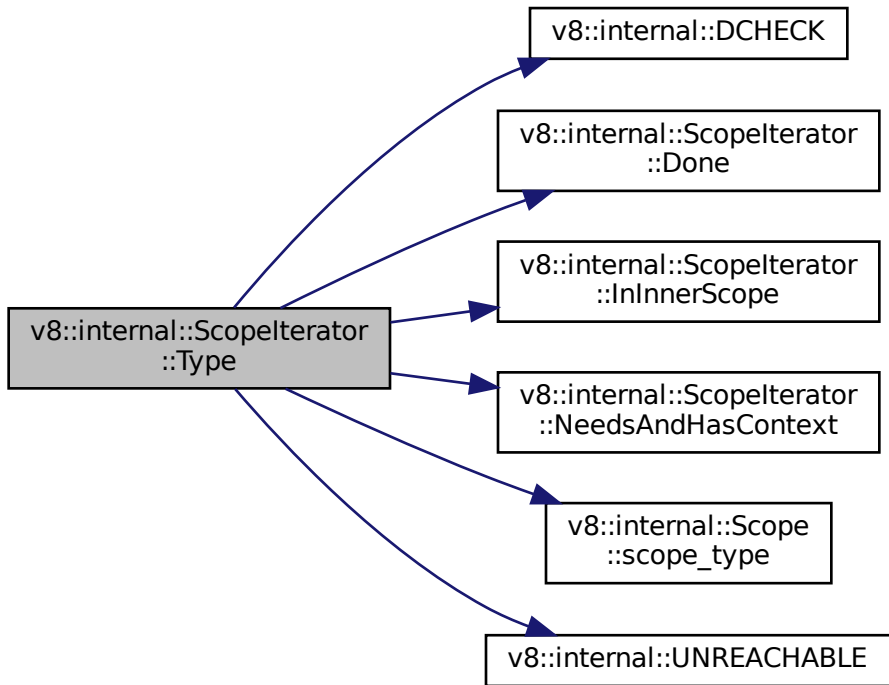 v8::internal::DCHECK
v8::internal::ScopeIterator
::Done
v8::internal::ScopeIterator
::InInnerScope
v8::internal::ScopeIterator
::Type
v8::internal::ScopeIterator
::NeedsAndHasContext
v8::internal::Scope
::scope_type
v8::internal::UNREACHABLE